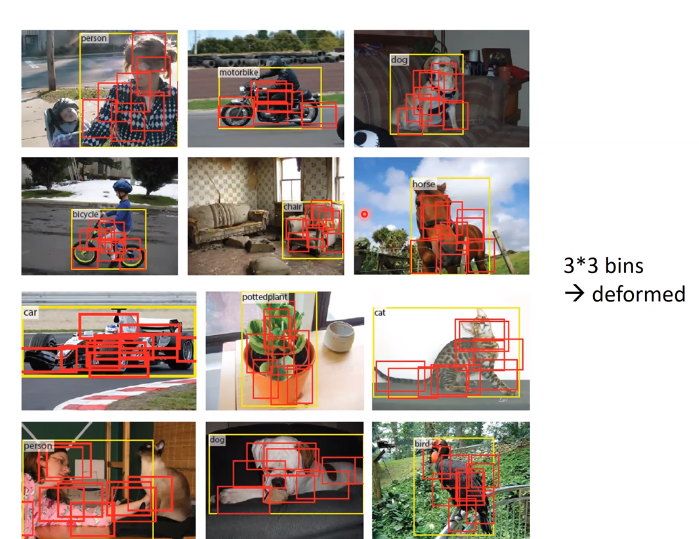 person
motorbike
dog
bicycle
chair
horse
3*3 bins
→ deformed
car
pottedplant
cat
person
dog
bird